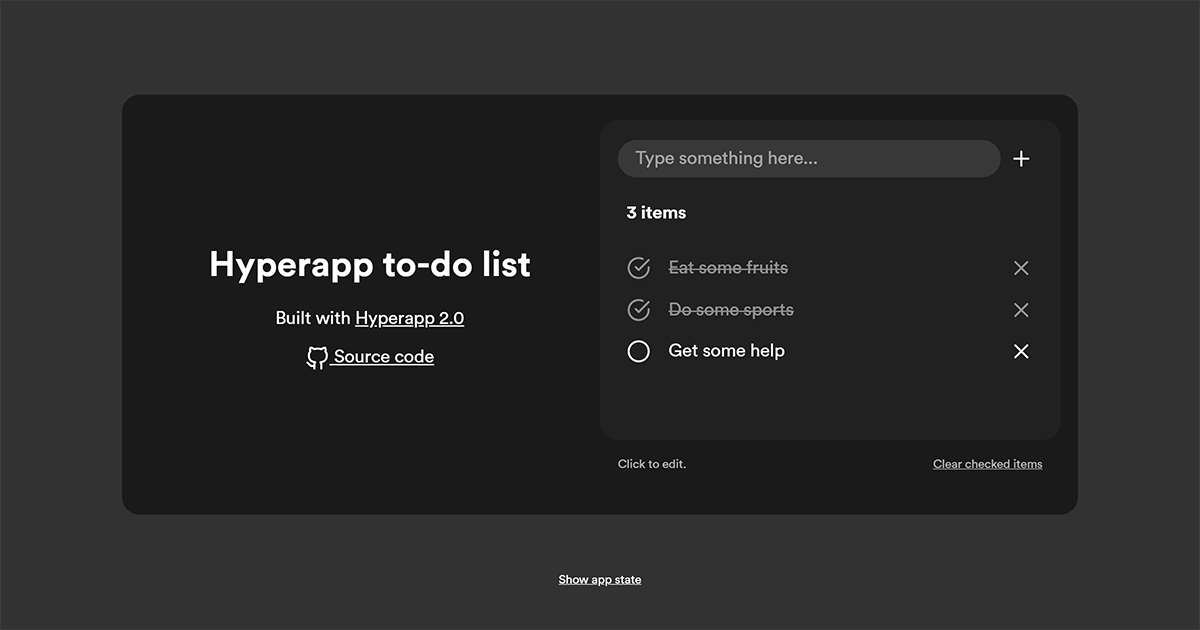 Hyperapp to-do list
Built with Hyperapp 2.0
Source code
Type something here...
3 items
Eat some fruits
Do some sports
Get some help
Click to edit.
Clear checked items
Show app state